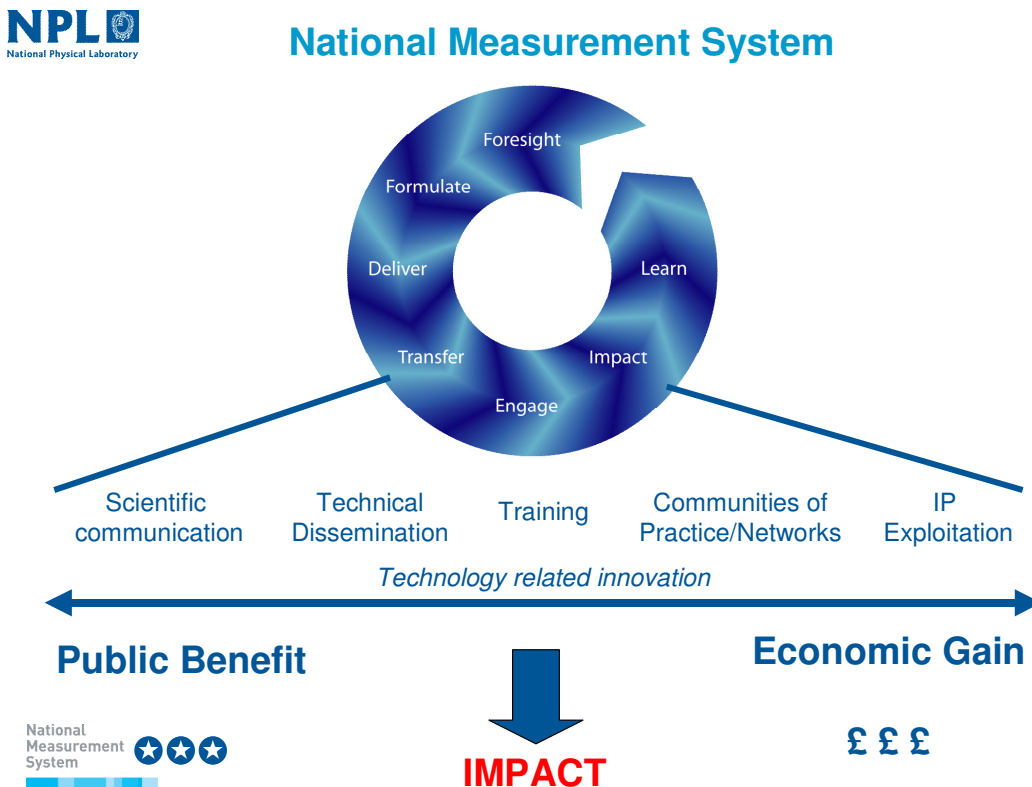 NPL
National Physical Laboratory
National Measurement System
Foresight
Formulate
Deliver
Learn
Transfer
Impact
Engage
Scientific
communication
Technical
Dissemination
Training
Communities of
Practice/Networks
IP
Exploitation
Technology related innovation
Public Benefit
Economic Gain
National
Measurement
System
£ £ £
IMPACT